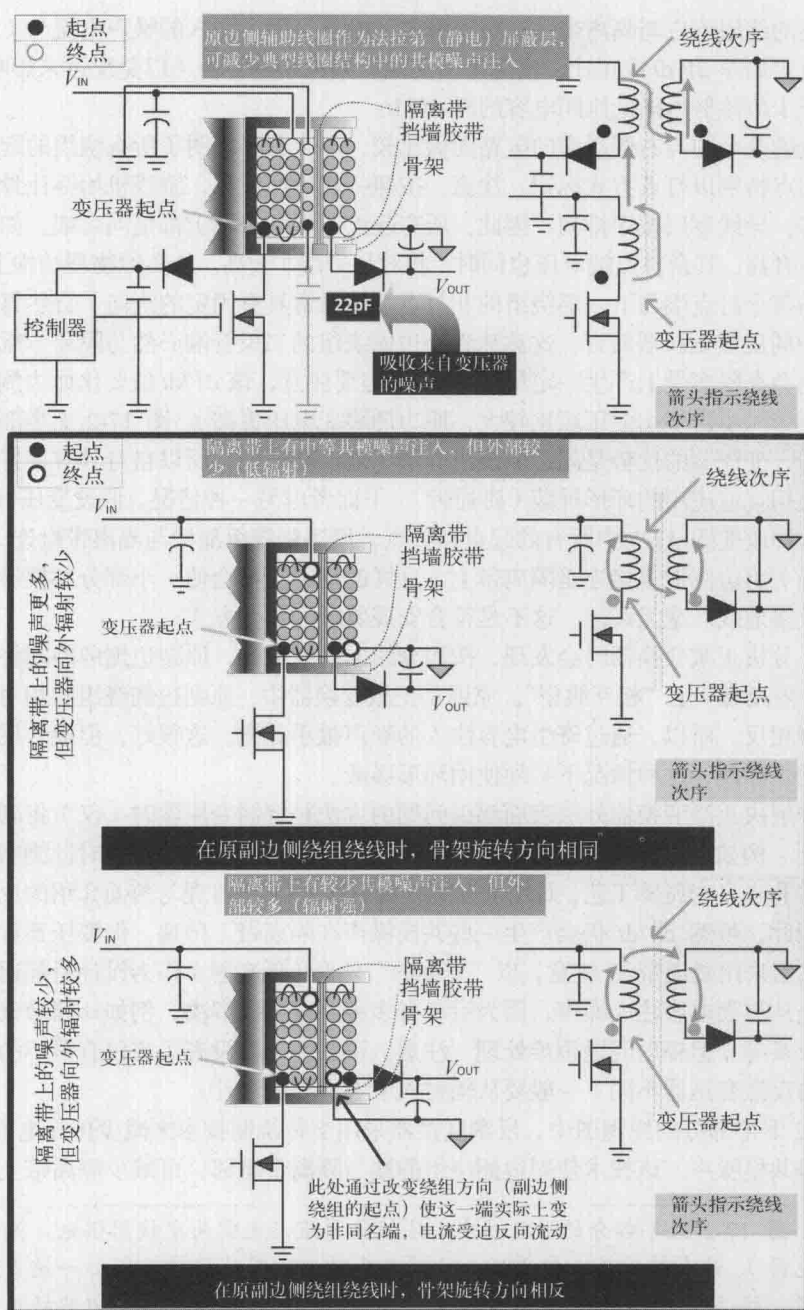 起点
终点
原边侧辅助线圈作为法拉第（静电）屏蔽层，
可减少典型线圈结构中的共模噪声注入
绕线次序
VIN
隔离带
挡墙胶带
骨架
变压器起点
VOUT
22pF
控制器
吸收来自变压器
的噪声
变压器起点
箭头指示绕线
次序
起点
终点
隔离带上有中等共模噪声注入，但外部较
少（低辐射）
绕线次序
VIN
隔离带
挡墙胶带
骨架
变压器起点
VOUT
变压器起点
隔离带上的噪声更多，
但变压器向外辐射较少
箭头指示绕线
次序
在原副边侧绕组绕线时，骨架旋转方向相同
隔离带上有较少共模噪声注入，但外
部较多（辐射强）
绕线次序
VIN
隔离带
挡墙胶带
骨架
变压器起点
VOUT
变压器起点
隔离带上的噪声较少，
但变压器向外辐射较多
此处通过改变绕组方向（副边侧
绕组的起点）使这一端实际上变
为非同名端，电流受迫反向流动
箭头指示绕线
次序
在原副边侧绕组绕线时，骨架旋转方向相反